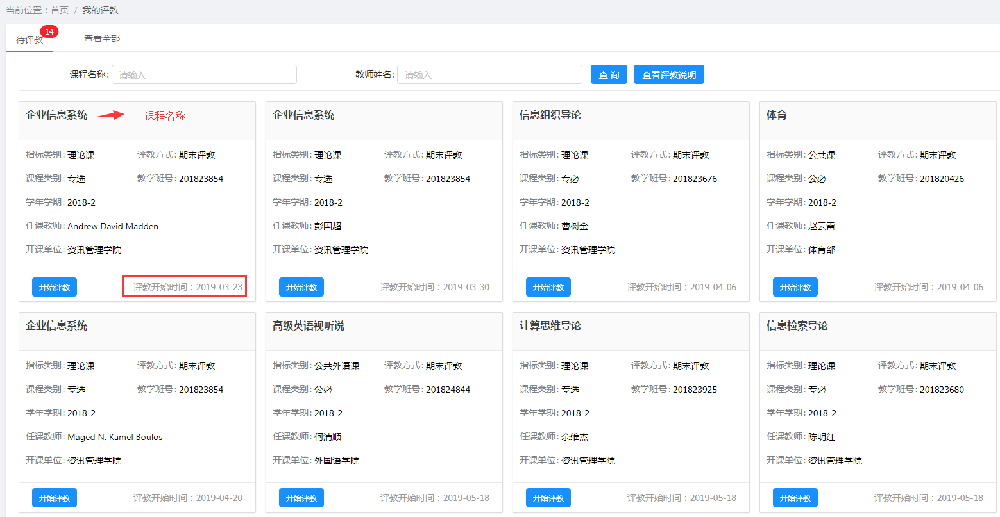 当前位置：首页 / 我的评教
待评教 14 查看全部
课程名称: 请输入 教师姓名: 请输入 查 询 查看评教说明
企业信息系统 课程名称
指标类别: 理论课 评教方式: 期末评教
课程类别: 专选 教学班号: 201823854
学年学期: 2018-2
任课教师: Andrew David Madden
开课单位: 资讯管理学院
开始评教 评教开始时间：2019-03-23
企业信息系统
指标类别: 理论课 评教方式: 期末评教
课程类别: 专选 教学班号: 201823854
学年学期: 2018-2
任课教师: 彭国超
开课单位: 资讯管理学院
开始评教 评教开始时间：2019-03-30
信息组织导论
指标类别: 理论课 评教方式: 期末评教
课程类别: 专必 教学班号: 201823676
学年学期: 2018-2
任课教师: 曹树金
开课单位: 资讯管理学院
开始评教 评教开始时间：2019-04-06
体育
指标类别: 公共课 评教方式: 期末评教
课程类别: 公必 教学班号: 201820426
学年学期: 2018-2
任课教师: 赵云雷
开课单位: 体育部
开始评教 评教开始时间：2019-04-06
企业信息系统
指标类别: 理论课 评教方式: 期末评教
课程类别: 专选 教学班号: 201823854
学年学期: 2018-2
任课教师: Maged N. Kamel Boulos
开课单位: 资讯管理学院
开始评教 评教开始时间：2019-04-20
高级英语视听说
指标类别: 公共外语课 评教方式: 期末评教
课程类别: 公必 教学班号: 201824844
学年学期: 2018-2
任课教师: 何清顺
开课单位: 外国语学院
开始评教 评教开始时间：2019-05-18
计算思维导论
指标类别: 理论课 评教方式: 期末评教
课程类别: 专选 教学班号: 201823925
学年学期: 2018-2
任课教师: 余维杰
开课单位: 资讯管理学院
开始评教 评教开始时间：2019-05-18
信息检索导论
指标类别: 理论课 评教方式: 期末评教
课程类别: 专必 教学班号: 201823680
学年学期: 2018-2
任课教师: 陈明红
开课单位: 资讯管理学院
开始评教 评教开始时间：2019-05-18